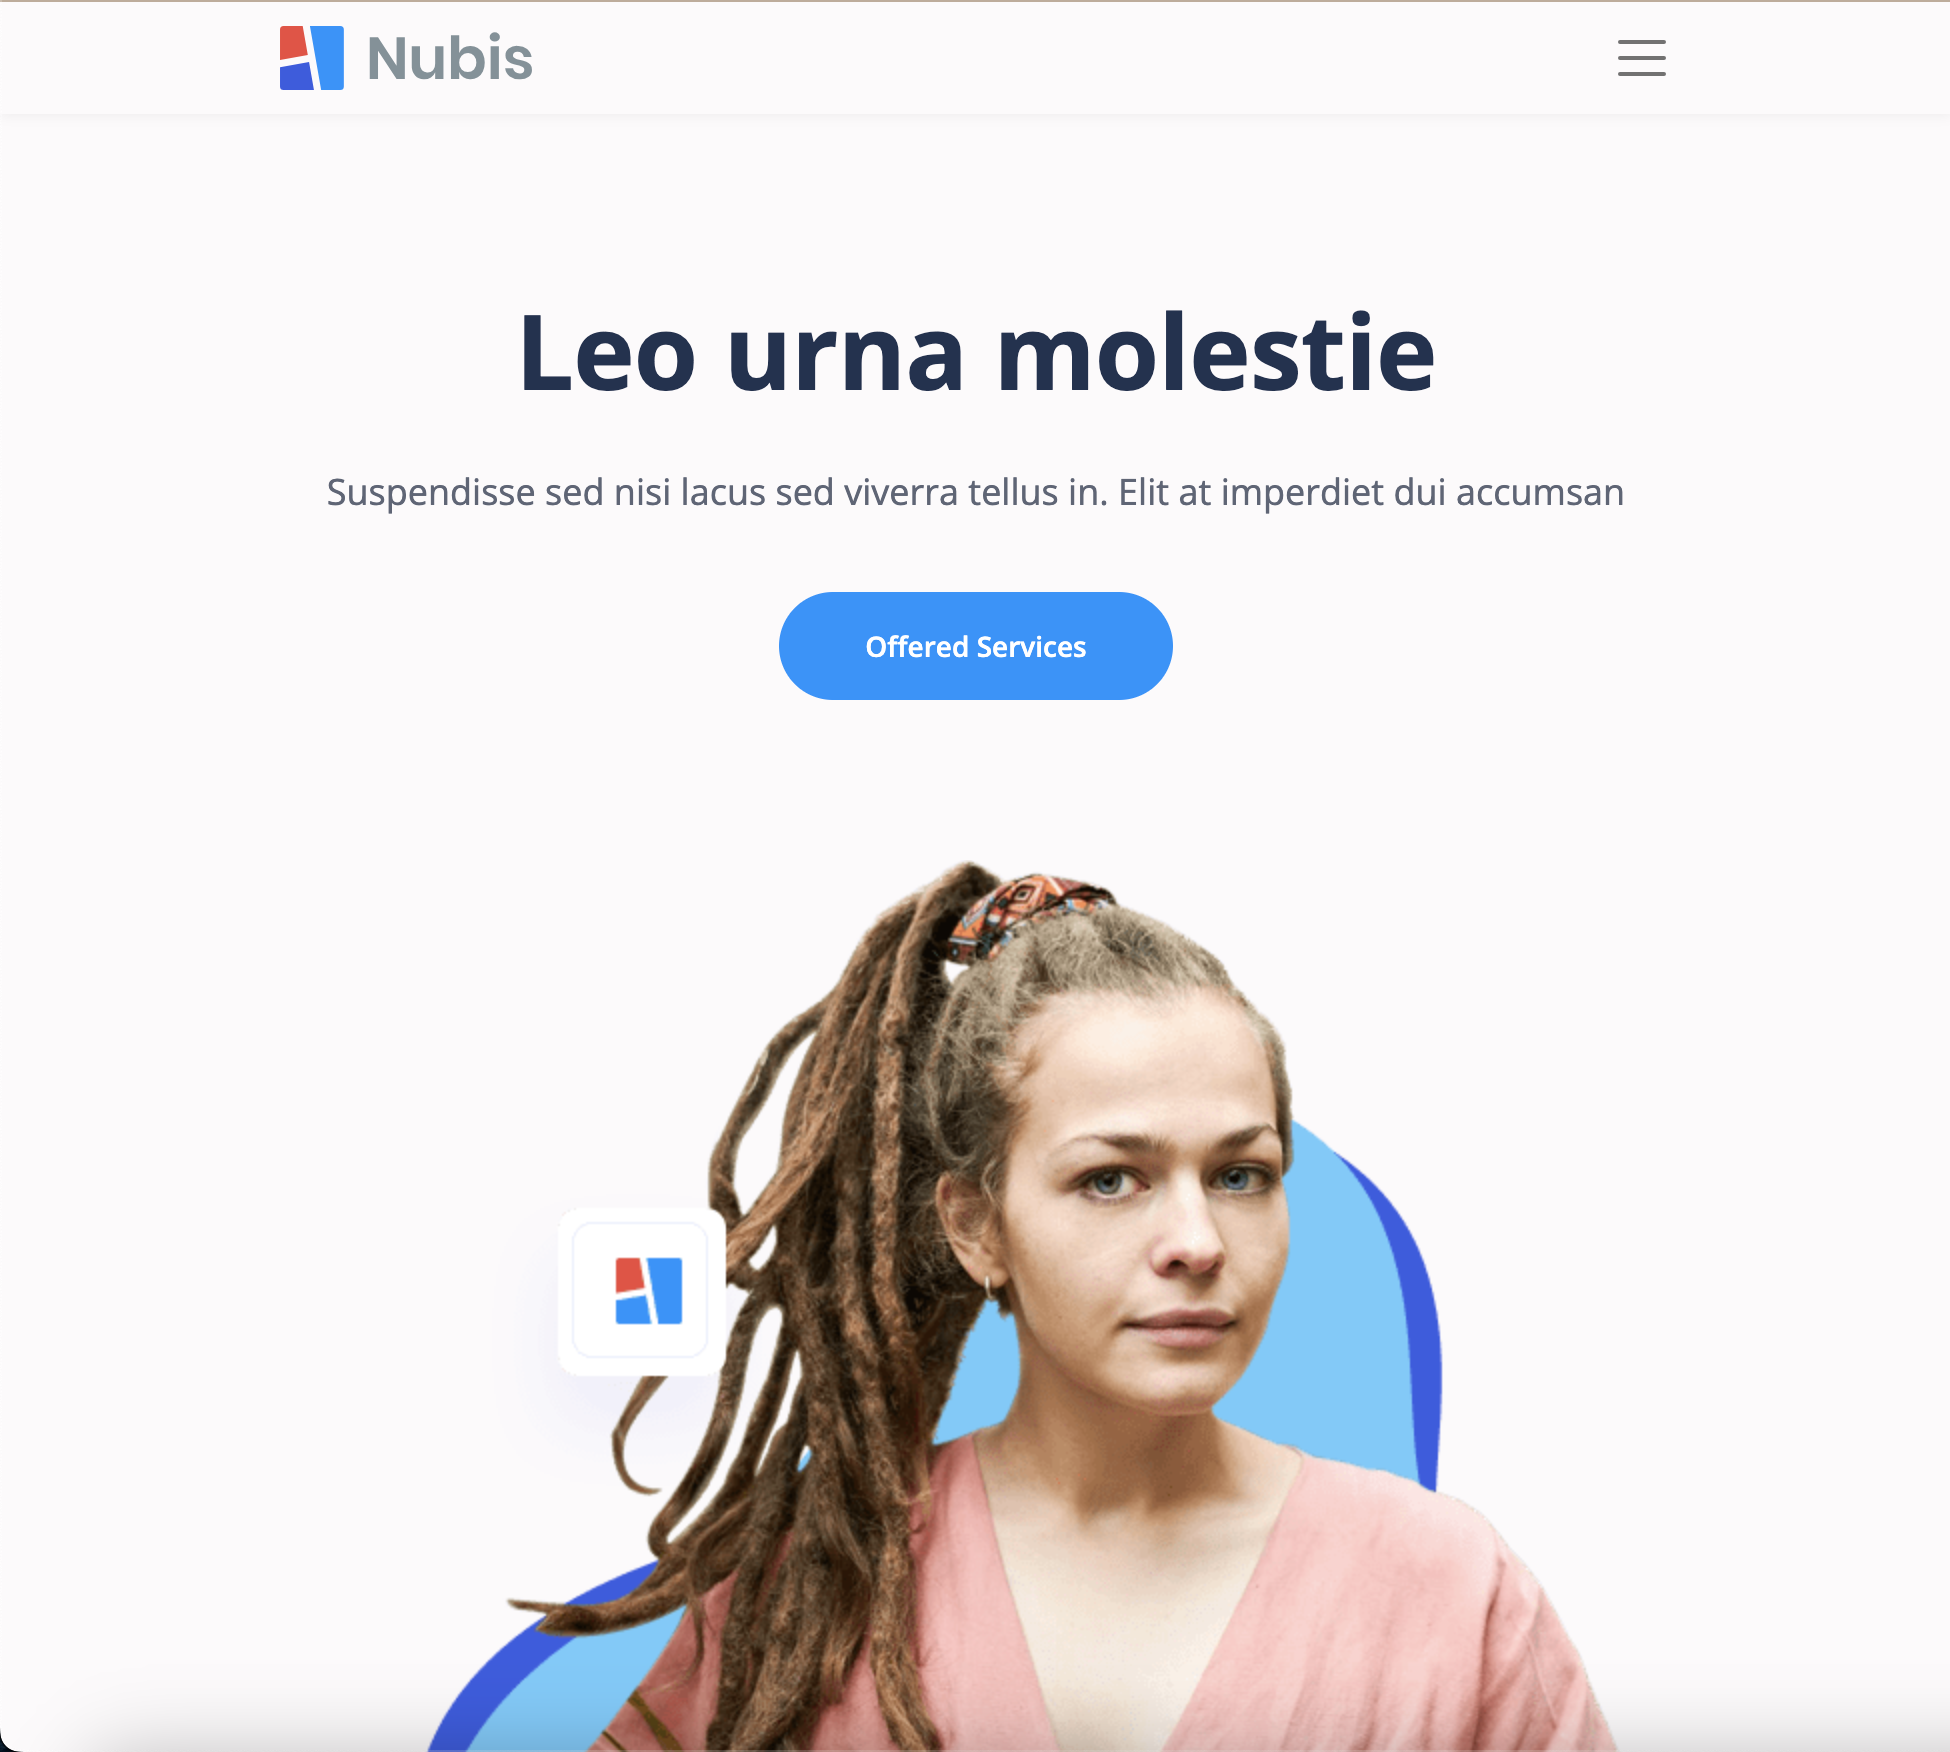 Nubis
Leo urna molestie
Suspendisse sed nisi lacus sed viverra tellus in. Elit at imperdiet dui accumsan
Offered Services